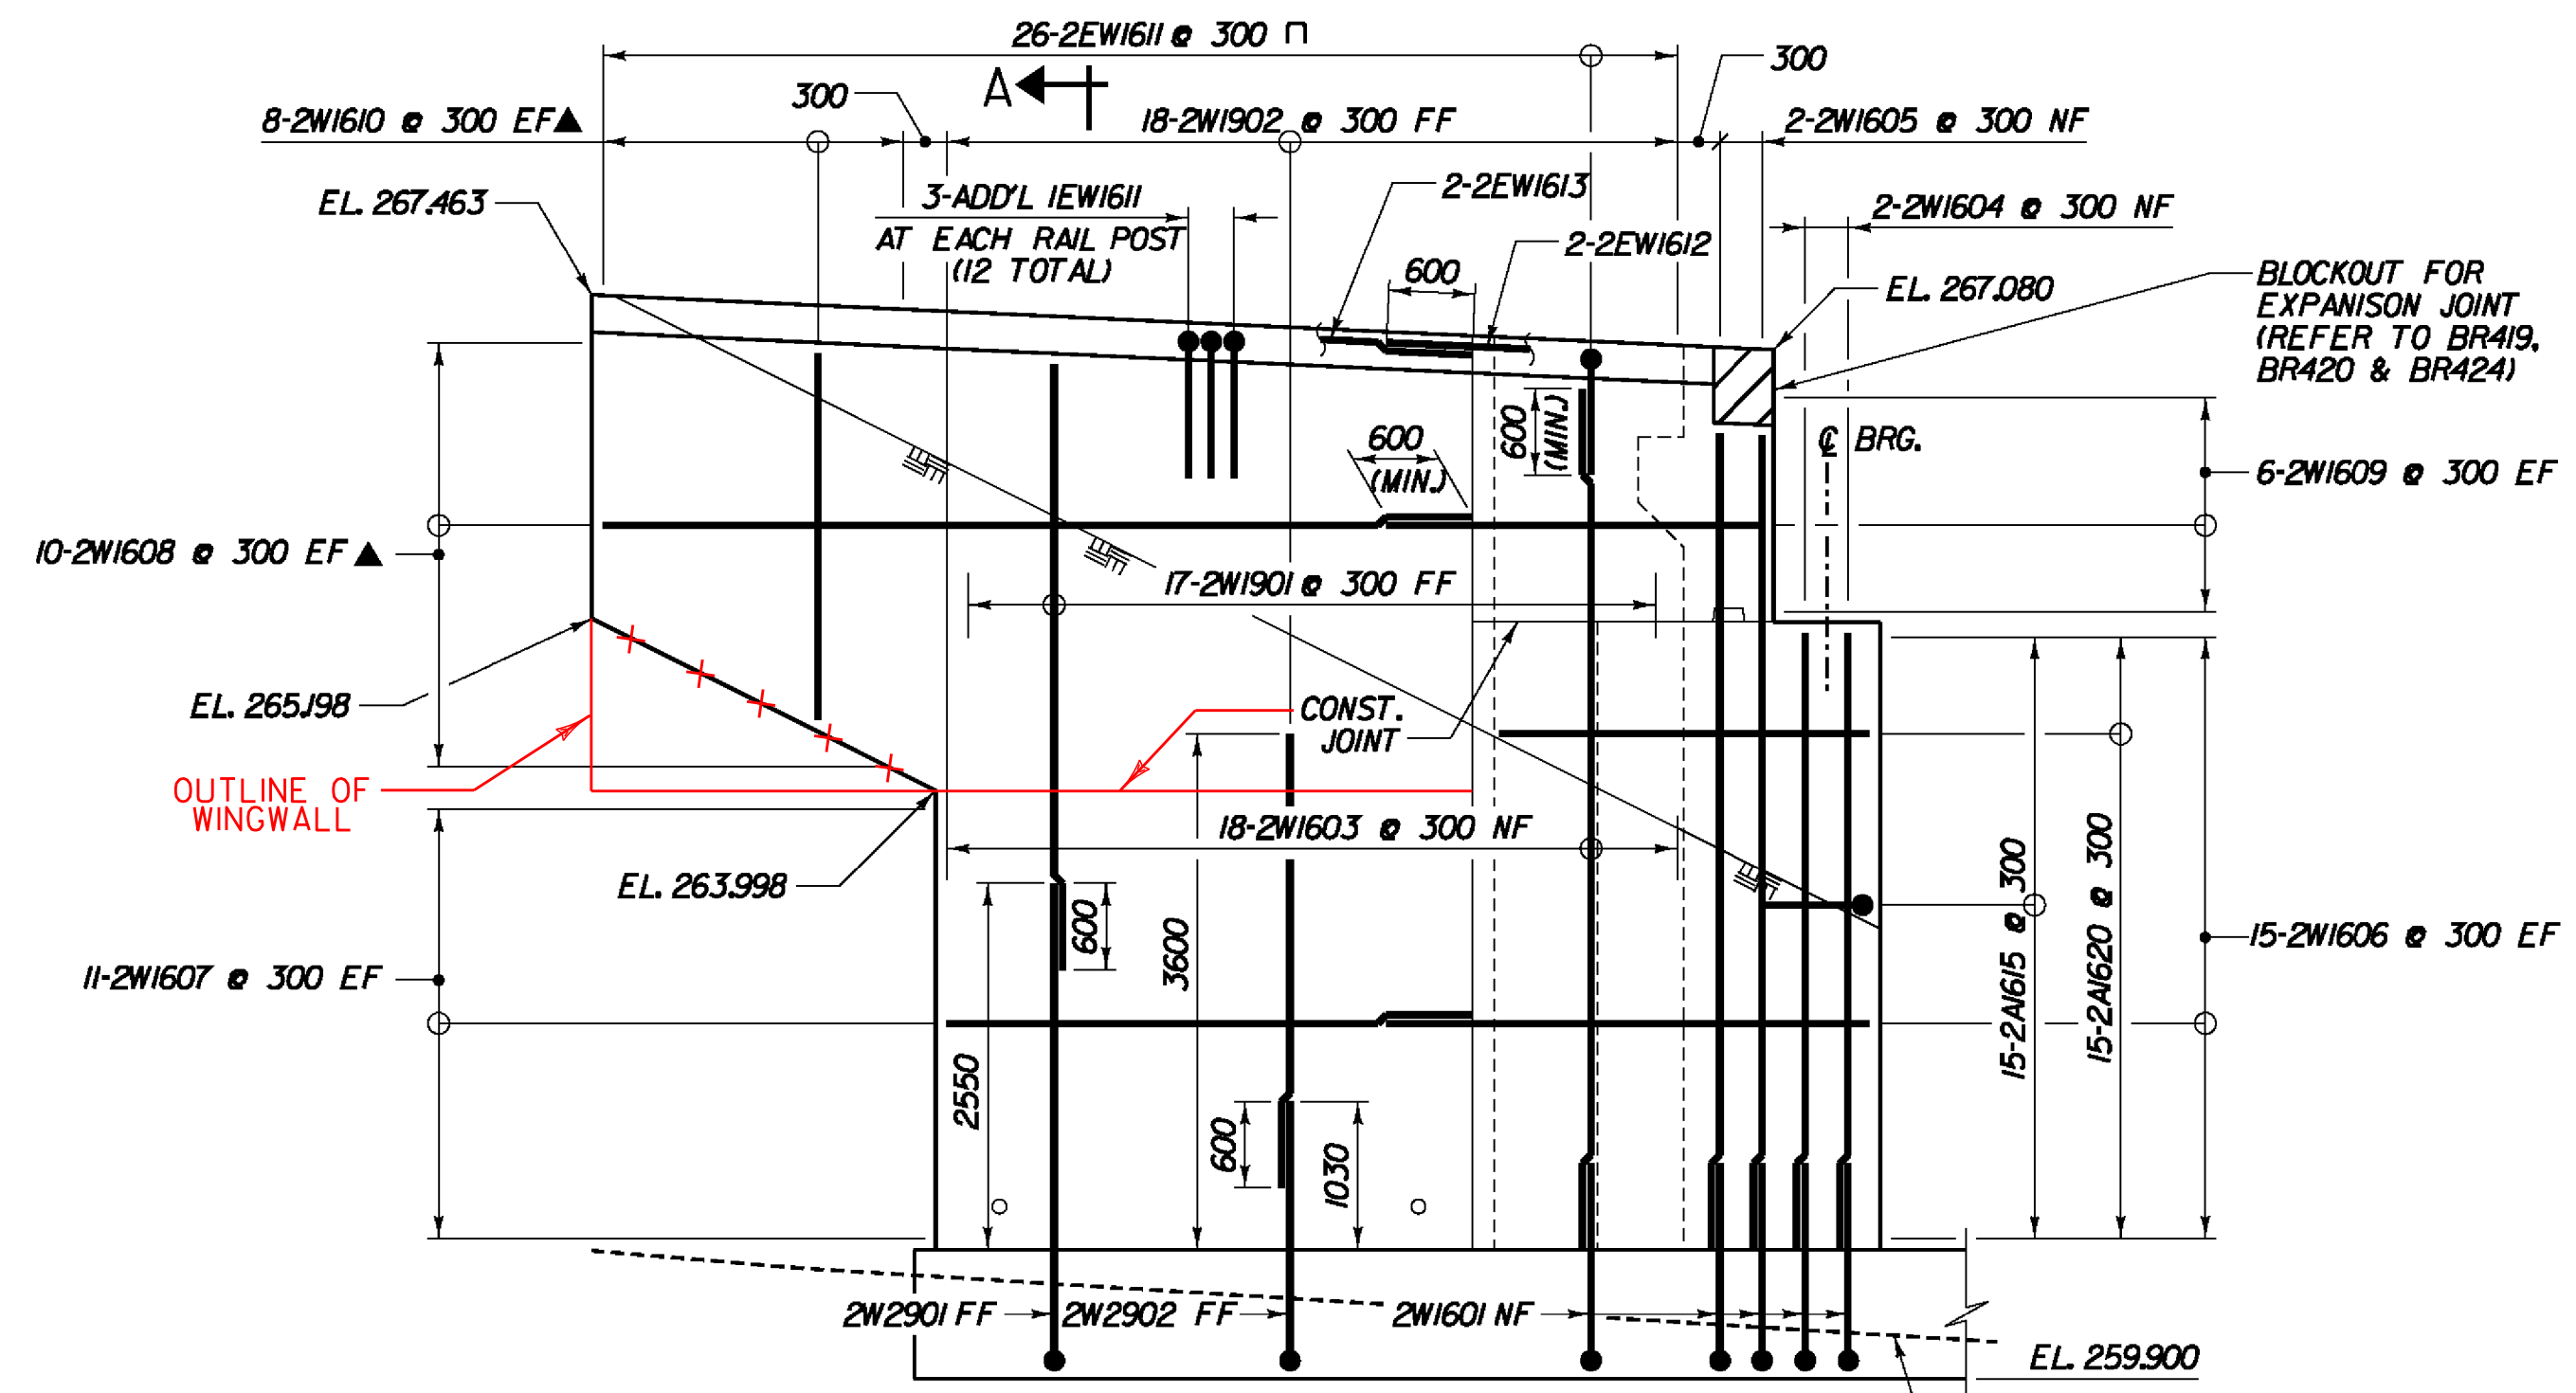 26-2EW1611 @ 300 ⊓
A
300
300
8-2W1610 @ 300 EF▲
18-2W1902 @ 300 FF
2-2W1605 @ 300 NF
EL. 267.463
3-ADD'L 1EW1611
AT EACH RAIL POST
(12 TOTAL)
2-2EW1613
2-2W1604 @ 300 NF
2-2EW1612
600
EL. 267.080
BLOCKOUT FOR
EXPANISON JOINT
(REFER TO BR419,
BR420 & BR424)
600
(MIN.)
600
(MIN.)
℄ BRG.
6-2W1609 @ 300 EF
10-2W1608 @ 300 EF▲
17-2W1901 @ 300 FF
EL. 265.198
CONST.
JOINT
OUTLINE OF
WINGWALL
18-2W1603 @ 300 NF
EL. 263.998
600
3600
15-2A1615 @ 300
15-2A1620 @ 300
15-2W1606 @ 300 EF
11-2W1607 @ 300 EF
2550
600
1030
2W2901 FF
2W2902 FF
2W1601 NF
EL. 259.900